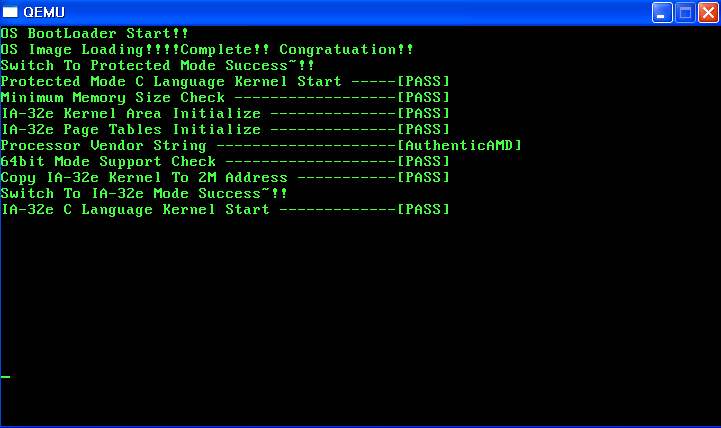 QEMU
OS BootLoader Start!!
OS Image Loading!!!!Complete!! Congratuation!!
Switch To Protected Mode Success~!!
Protected Mode C Language Kernel Start -----[PASS]
Minimum Memory Size Check ------------------[PASS]
IA-32e Kernel Area Initialize --------------[PASS]
IA-32e Page Tables Initialize --------------[PASS]
Processor Vendor String --------------------[AuthenticAMD]
64bit Mode Support Check -------------------[PASS]
Copy IA-32e Kernel To 2M Address -----------[PASS]
Switch To IA-32e Mode Success~!!
IA-32e C Language Kernel Start -------------[PASS]